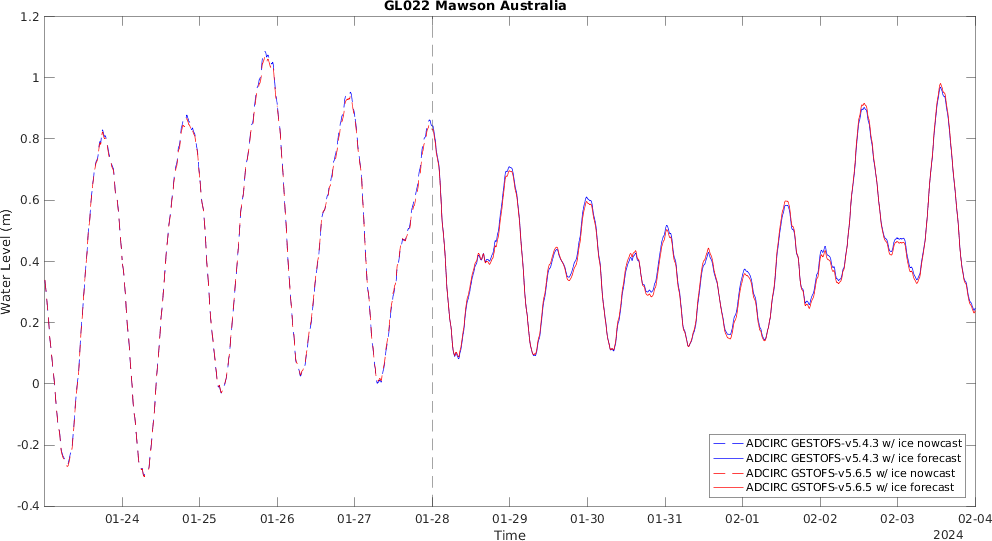 GL022 Mawson Australia
1.2
1
0.8
0.6
0.4
0.2
0
-0.2
-0.4
Water Level (m)
01-24 01-25 01-26 01-27 01-28 01-29 01-30 01-31 02-01 02-02 02-03 02-04
Time
2024
ADCIRC GESTOFS-v5.4.3 w/ ice nowcast
ADCIRC GESTOFS-v5.4.3 w/ ice forecast
ADCIRC GSTOFS-v5.6.5 w/ ice nowcast
ADCIRC GSTOFS-v5.6.5 w/ ice forecast